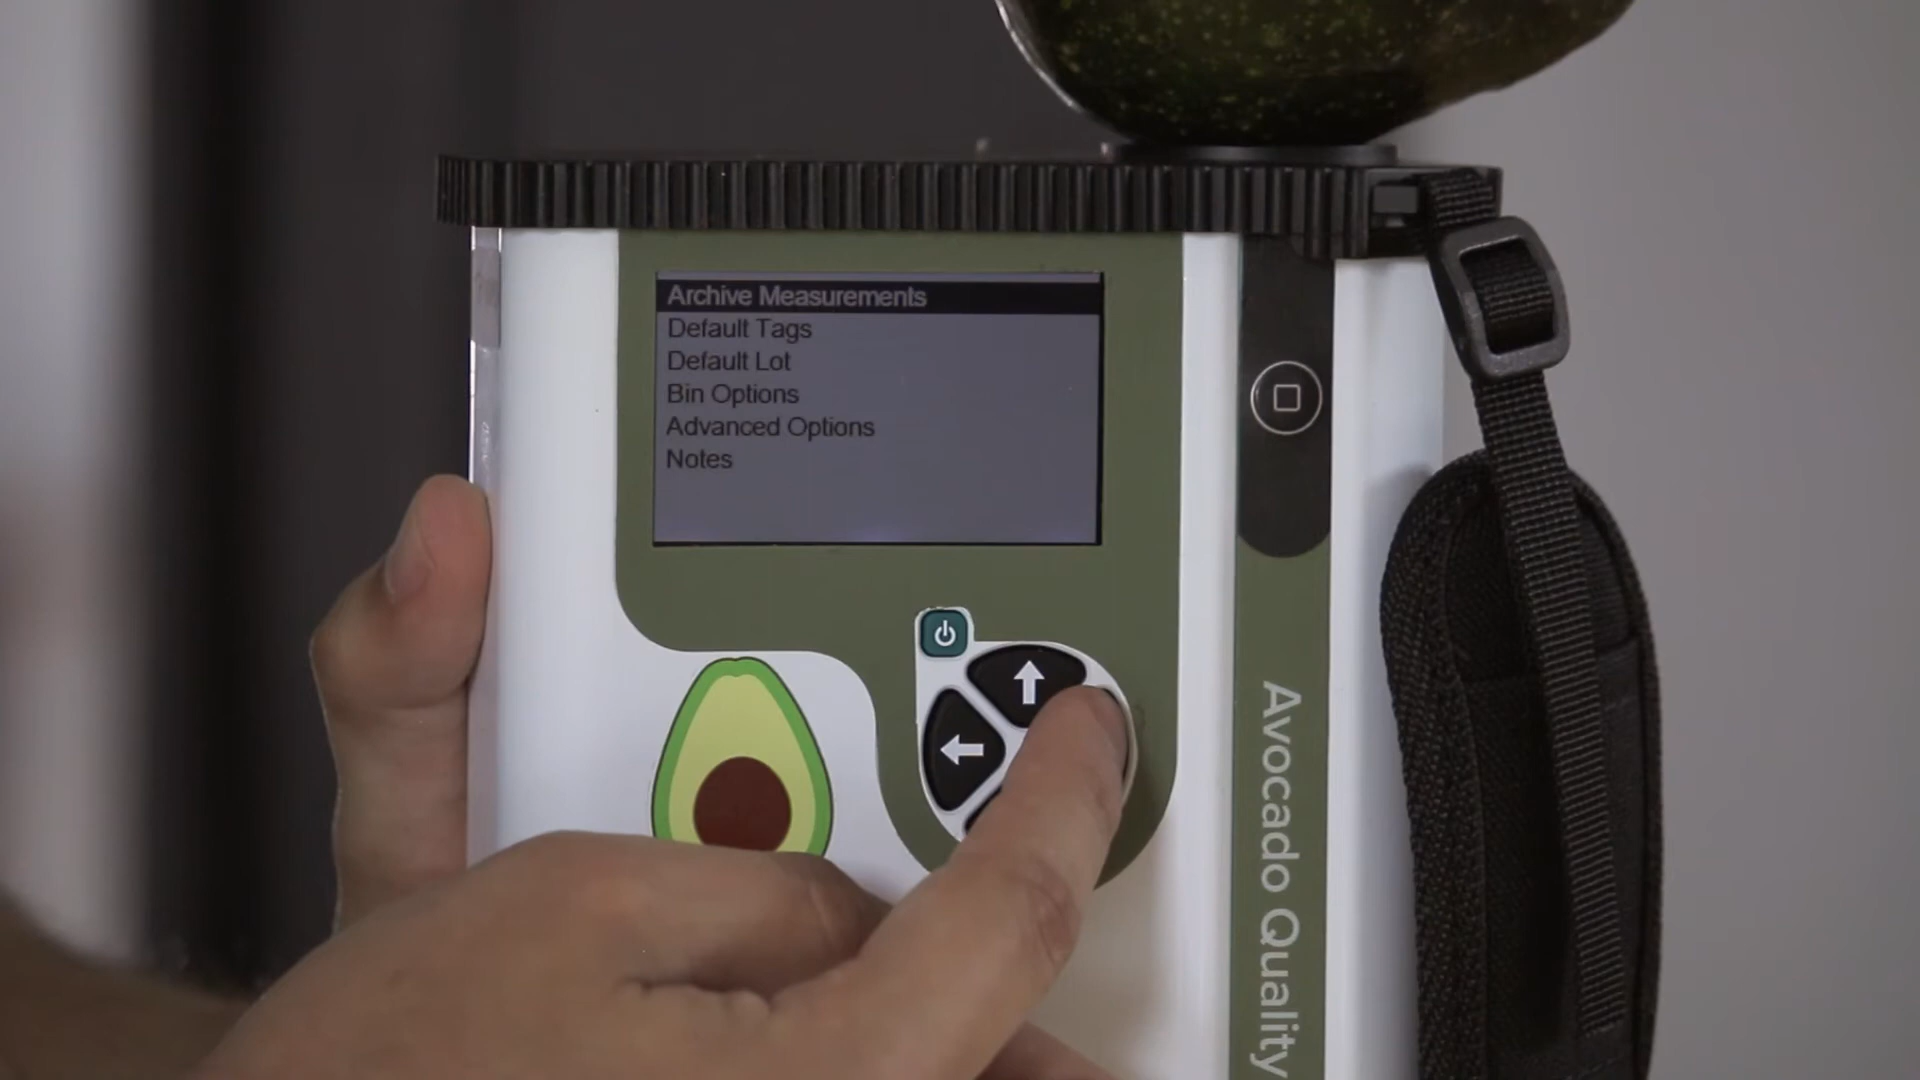 Archive Measurements
Default Tags
Default Lot
Bin Options
Advanced Options
Notes
Avocado Quality